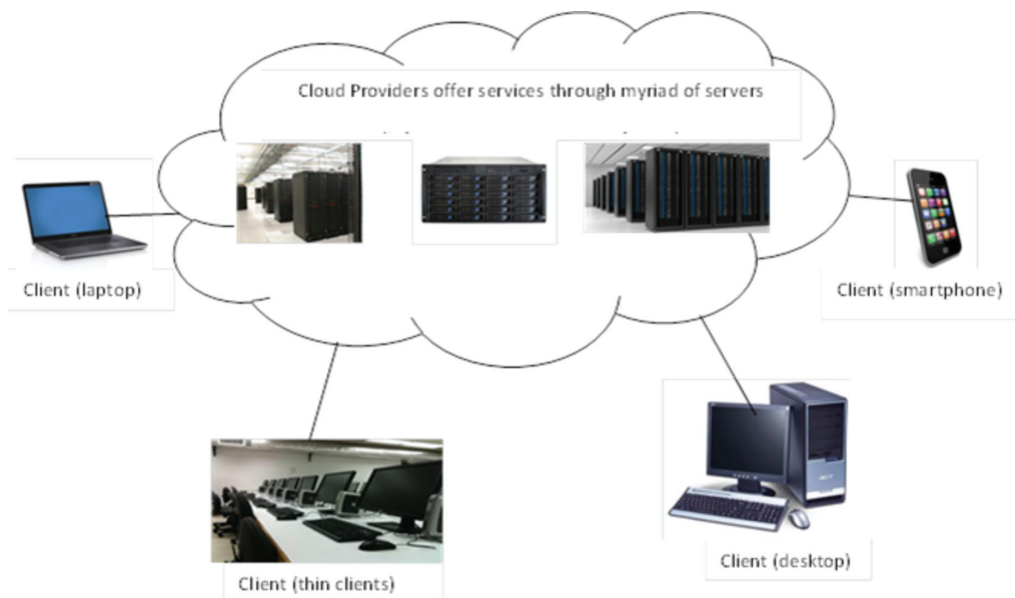 Cloud Providers offer services through myriad of servers
Client (laptop)
Client (smartphone)
Client (thin clients)
Client (desktop)